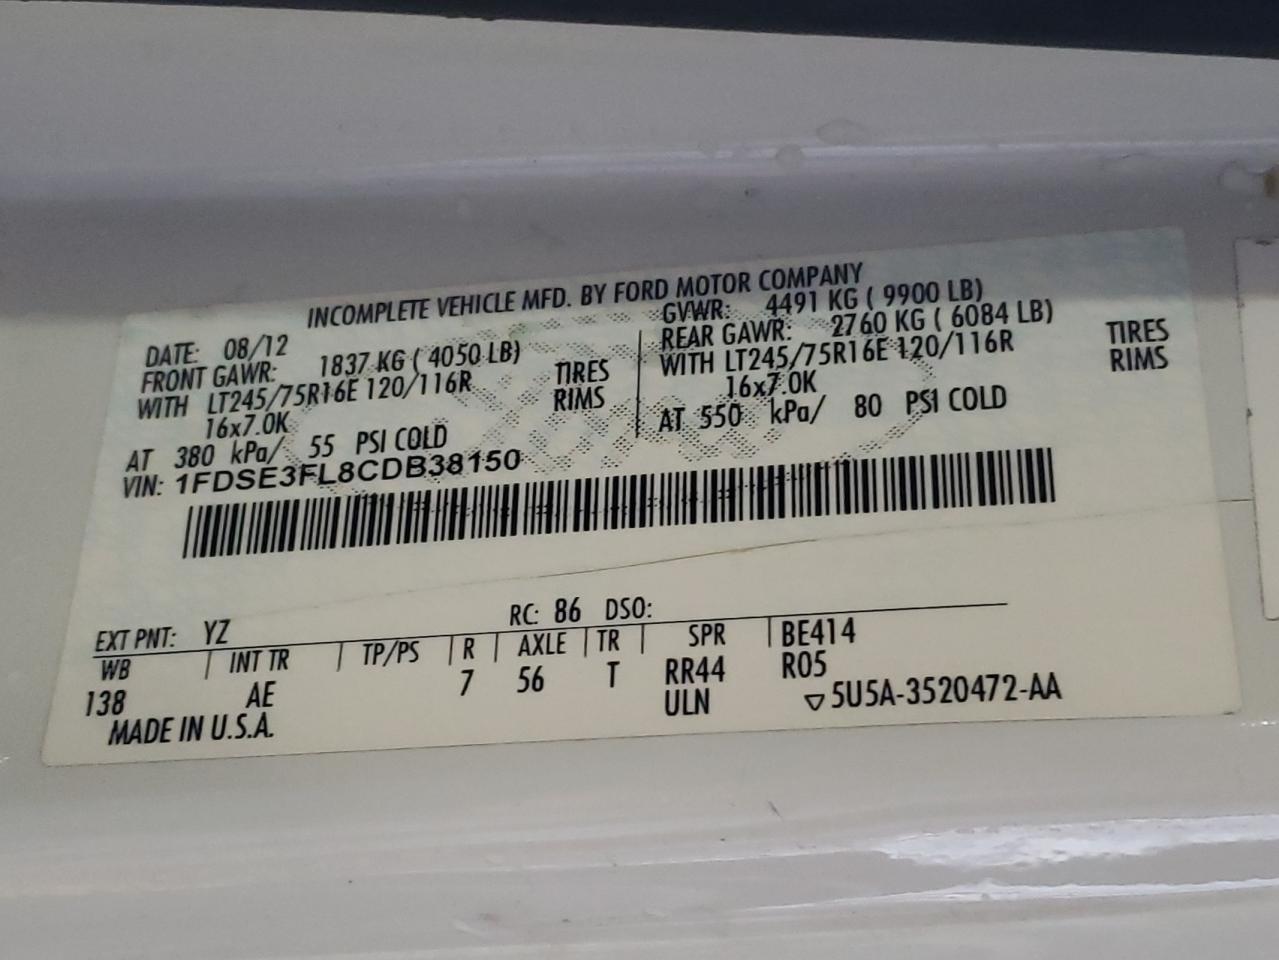 INCOMPLETE VEHICLE MFD. BY FORD MOTOR COMPANY
DATE: 08/12
GVWR: 4491 KG ( 9900 LB)
FRONT GAWR: 1837 KG ( 4050 LB)
REAR GAWR: 2760 KG ( 6084 LB)
WITH LT245/75R16E 120/116R TIRES
WITH LT245/75R16E 120/116R TIRES
16x7.0K RIMS
16x7.0K RIMS
AT 380 kPa/ 55 PSI COLD
AT 550 kPa/ 80 PSI COLD
VIN: 1FDSE3FL8CDB38150
EXT PNT: YZ RC: 86 DSO:
WB INT TR TP/PS R AXLE TR SPR BE414
138 AE 7 56 T RR44 R05
ULN ▽5U5A-3520472-AA
MADE IN U.S.A.